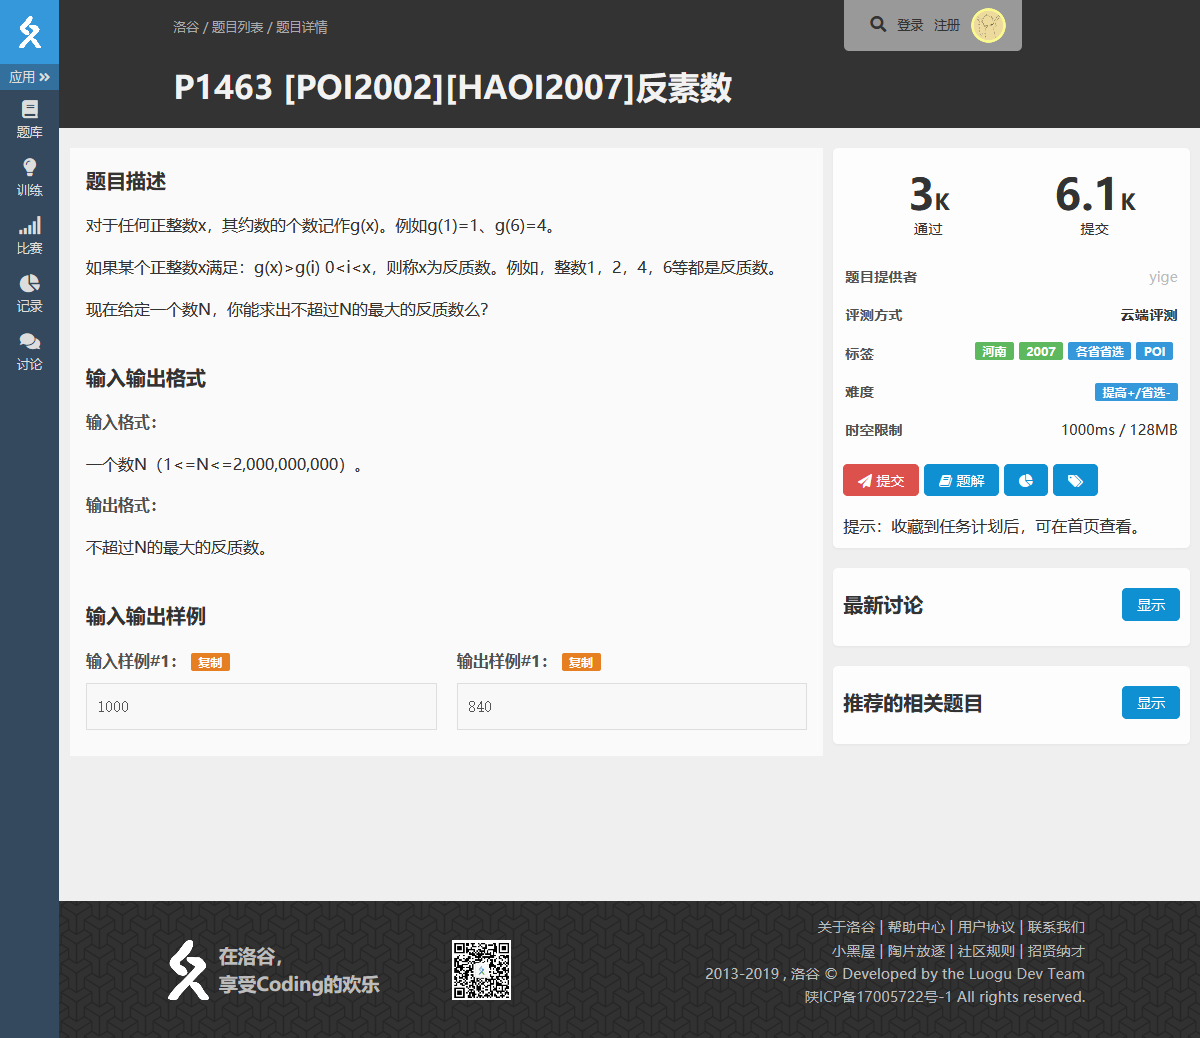 洛谷 / 题目列表 / 题目详情
登录 注册
P1463 [POI2002][HAOI2007]反素数
应用
题库
训练
比赛
记录
讨论
题目描述
对于任何正整数x，其约数的个数记作g(x)。例如g(1)=1、g(6)=4。
如果某个正整数x满足：g(x)>g(i) 0<i<x，则称x为反质数。例如，整数1，2，4，6等都是反质数。
现在给定一个数N，你能求出不超过N的最大的反质数么？
输入输出格式
输入格式：
一个数N（1<=N<=2,000,000,000）。
输出格式：
不超过N的最大的反质数。
输入输出样例
输入样例#1： 复制
1000
输出样例#1： 复制
840
3K
通过
6.1K
提交
题目提供者 yige
评测方式 云端评测
标签 河南 2007 各省省选 POI
难度 提高+/省选-
时空限制 1000ms / 128MB
提交 题解
提示：收藏到任务计划后，可在首页查看。
最新讨论 显示
推荐的相关题目 显示
在洛谷，
享受Coding的欢乐
关于洛谷 | 帮助中心 | 用户协议 | 联系我们
小黑屋 | 陶片放逐 | 社区规则 | 招贤纳才
2013-2019 , 洛谷 © Developed by the Luogu Dev Team
陕ICP备17005722号-1 All rights reserved.